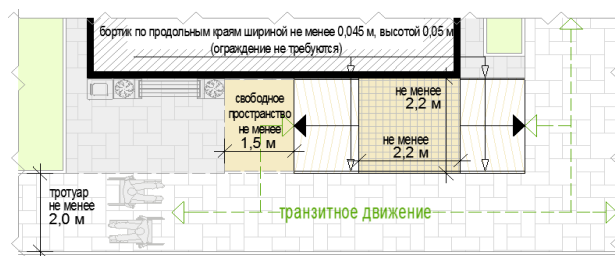 бортик по продольным краям шириной не менее 0,045 м, высотой 0,05 м
(ограждение не требуются)
свободное
пространство
не менее
1,5 м
не менее
2,2 м
не менее
2,2 м
тротуар
не менее
2,0 м
транзитное движение